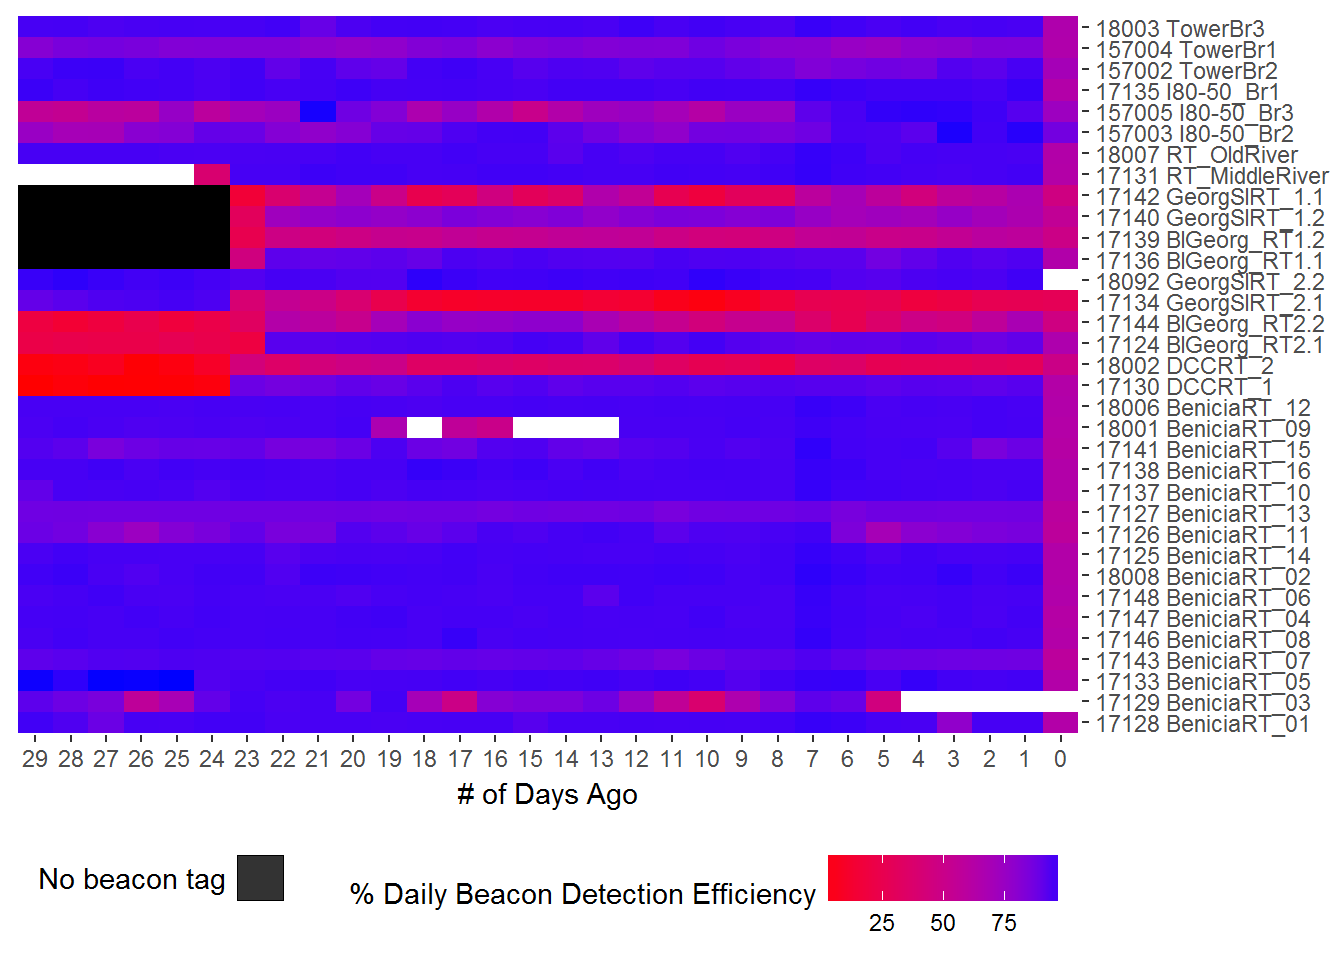 18003 TowerBr3
157004 TowerBr1
157002 TowerBr2
17135 I80-50_Br1
157005 I80-50_Br3
157003 I80-50_Br2
18007 RT_OldRiver
17131 RT_MiddleRiver
17142 GeorgSlRT_1.1
17140 GeorgSlRT_1.2
17139 BlGeorg_RT1.2
17136 BlGeorg_RT1.1
18092 GeorgSlRT_2.2
17134 GeorgSlRT_2.1
17144 BlGeorg_RT2.2
17124 BlGeorg_RT2.1
18002 DCCRT_2
17130 DCCRT_1
18006 BeniciaRT_12
18001 BeniciaRT_09
17141 BeniciaRT_15
17138 BeniciaRT_16
17137 BeniciaRT_10
17127 BeniciaRT_13
17126 BeniciaRT_11
17125 BeniciaRT_14
18008 BeniciaRT_02
17148 BeniciaRT_06
17147 BeniciaRT_04
17146 BeniciaRT_08
17143 BeniciaRT_07
17133 BeniciaRT_05
17129 BeniciaRT_03
17128 BeniciaRT_01
29 28 27 26 25 24 23 22 21 20 19 18 17 16 15 14 13 12 11 10 9 8 7 6 5 4 3 2 1 0
# of Days Ago
No beacon tag
% Daily Beacon Detection Efficiency
25 50 75